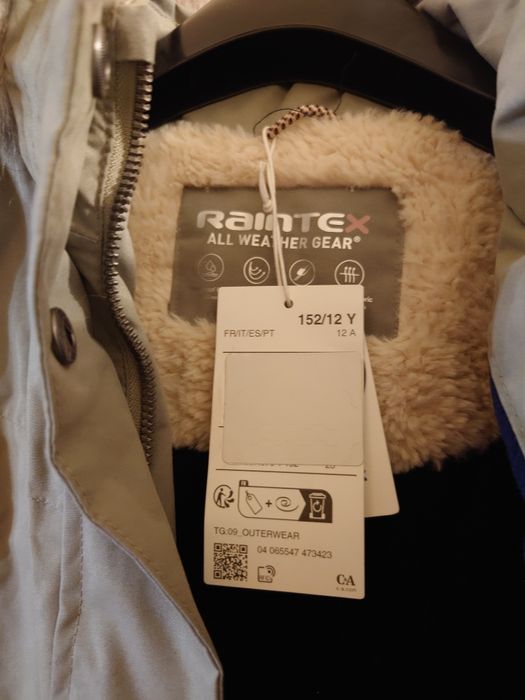 RAINTEX
ALL WEATHER GEAR®
152/12 Y
FR/IT/ES/PT 12 A
+
TG:09_OUTERWEAR
04 065547 473423
C&A